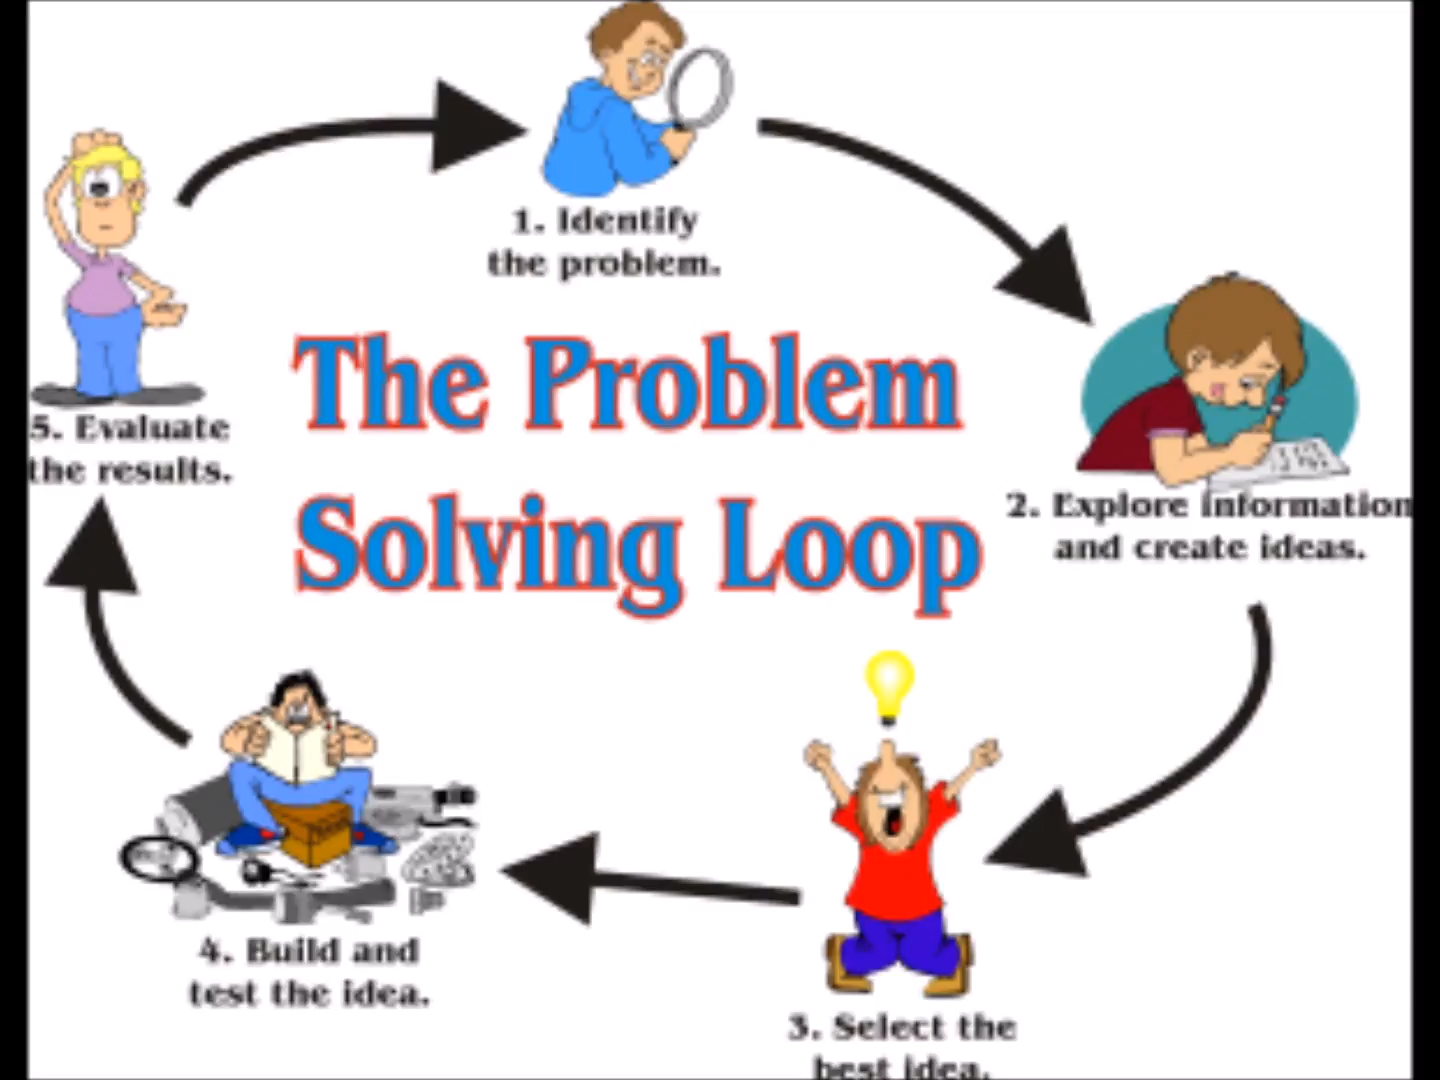 1. Identify
the problem.
The Problem
Solving Loop
2. Explore information
and create ideas.
3. Select the
best idea.
4. Build and
test the idea.
5. Evaluate
the results.